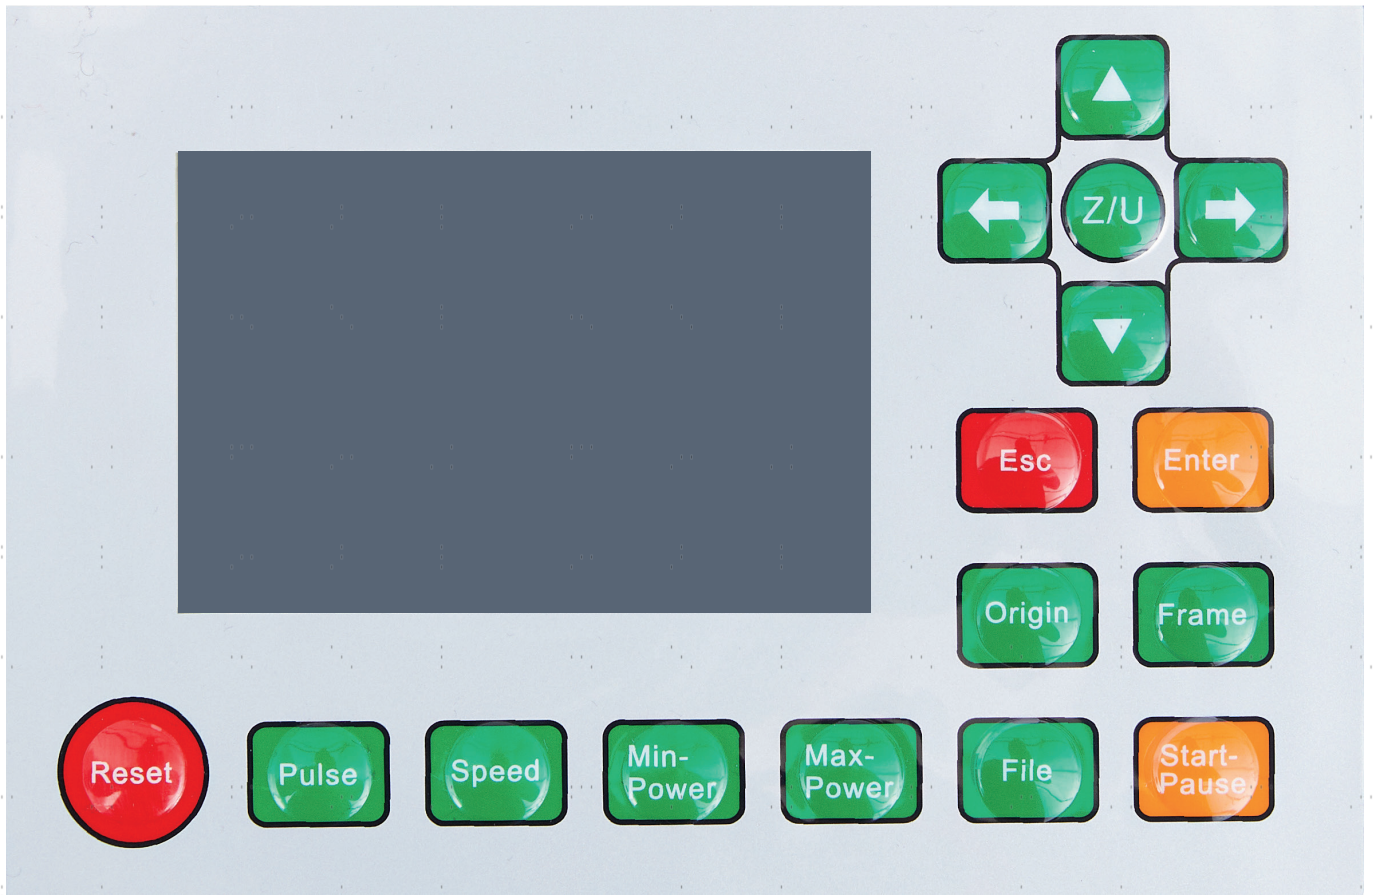 Z/U
Esc
Enter
Origin
Frame
Reset
Pulse
Speed
Min-
Power
Max-
Power
File
Start-
Pause